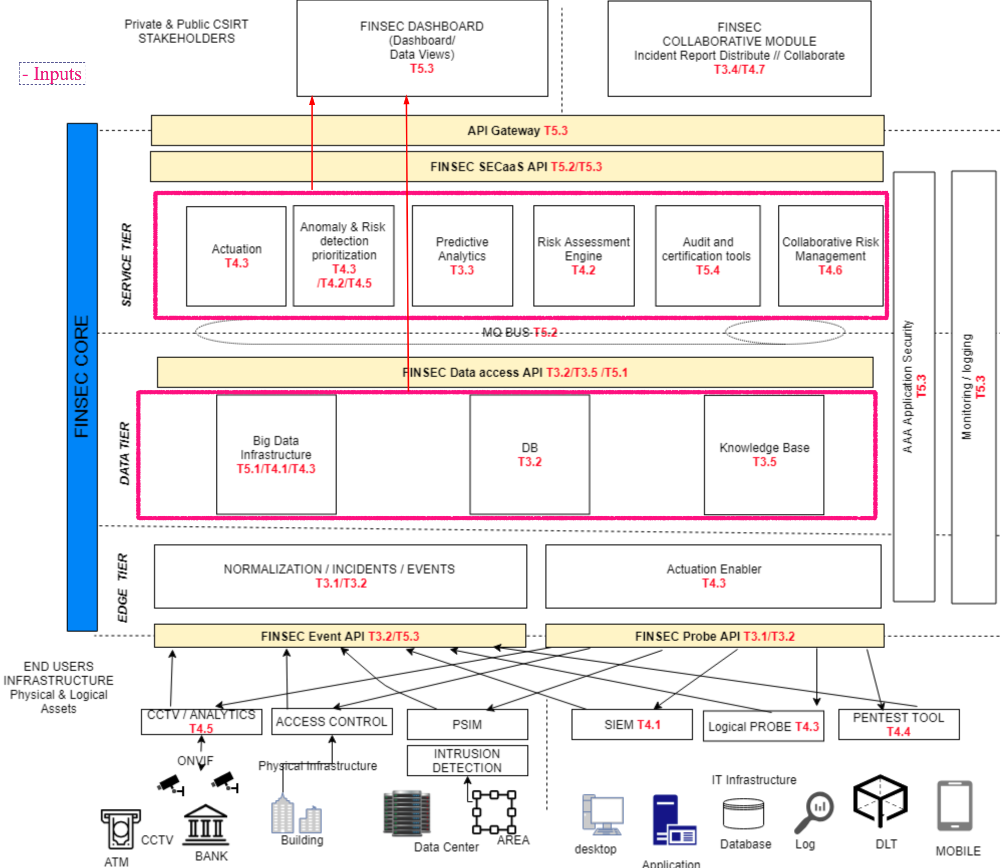 Private & Public CSIRT
STAKEHOLDERS
- Inputs
FINSEC DASHBOARD
(Dashboard/
Data Views)
T5.3
FINSEC
COLLABORATIVE MODULE
Incident Report Distribute // Collaborate
T3.4/T4.7
API Gateway T5.3
FINSEC SECaaS API T5.2/T5.3
FINSEC CORE
SERVICE TIER
Actuation
T4.3
Anomaly & Risk
detection
prioritization
T4.3
/T4.2/T4.5
Predictive
Analytics
T3.3
Risk Assessment
Engine
T4.2
Audit and
certification tools
T5.4
Collaborative Risk
Management
T4.6
MQ BUS T5.2
AAA Application Security
T5.3
Monitoring / logging
T5.3
FINSEC Data access API T3.2/T3.5 /T5.1
DATA TIER
Big Data
Infrastructure
T5.1/T4.1/T4.3
DB
T3.2
Knowledge Base
T3.5
EDGE TIER
NORMALIZATION / INCIDENTS / EVENTS
T3.1/T3.2
Actuation Enabler
T4.3
FINSEC Event API T3.2/T5.3
FINSEC Probe API T3.1/T3.2
END USERS
INFRASTRUCTURE
Physical & Logical
Assets
CCTV / ANALYTICS
T4.5
ACCESS CONTROL
PSIM
SIEM T4.1
Logical PROBE T4.3
PENTEST TOOL
T4.4
ONVIF
Physical Infrastructure
INTRUSION
DETECTION
IT Infrastructure
CCTV
ATM
BANK
Building
Data Center
AREA
desktop
Application
Database
Log
DLT
MOBILE